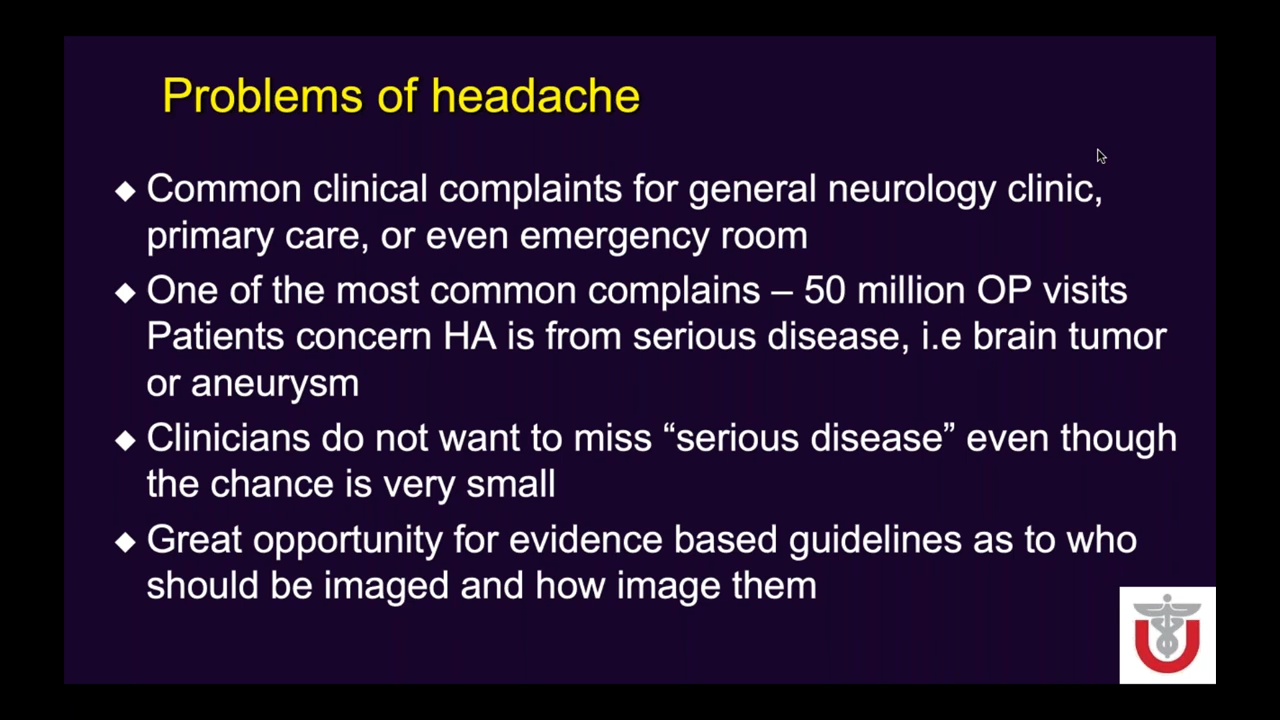 Problems of headache
◆ Common clinical complaints for general neurology clinic,
primary care, or even emergency room
◆ One of the most common complains – 50 million OP visits
Patients concern HA is from serious disease, i.e brain tumor
or aneurysm
◆ Clinicians do not want to miss “serious disease” even though
the chance is very small
◆ Great opportunity for evidence based guidelines as to who
should be imaged and how image them
U